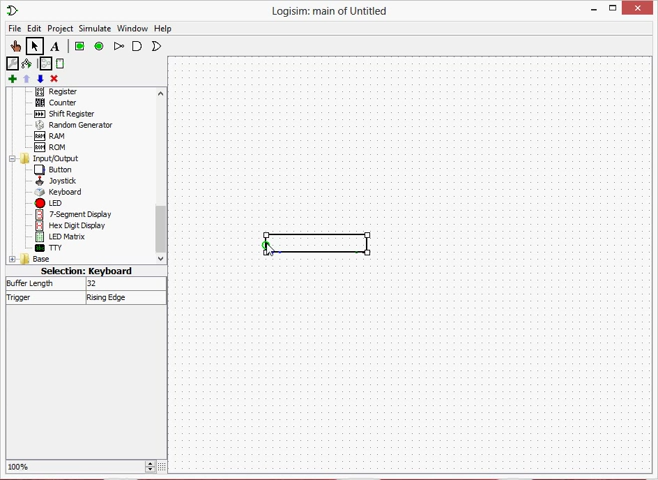 Logisim: main of Untitled
File Edit Project Simulate Window Help
A
Register
Counter
Shift Register
Random Generator
RAM RAM
ROM ROM
Input/Output
Button
Joystick
Keyboard
LED
7-Segment Display
Hex Digit Display
LED Matrix
TTY
Base
Selection: Keyboard
Buffer Length 32
Trigger Rising Edge
100%